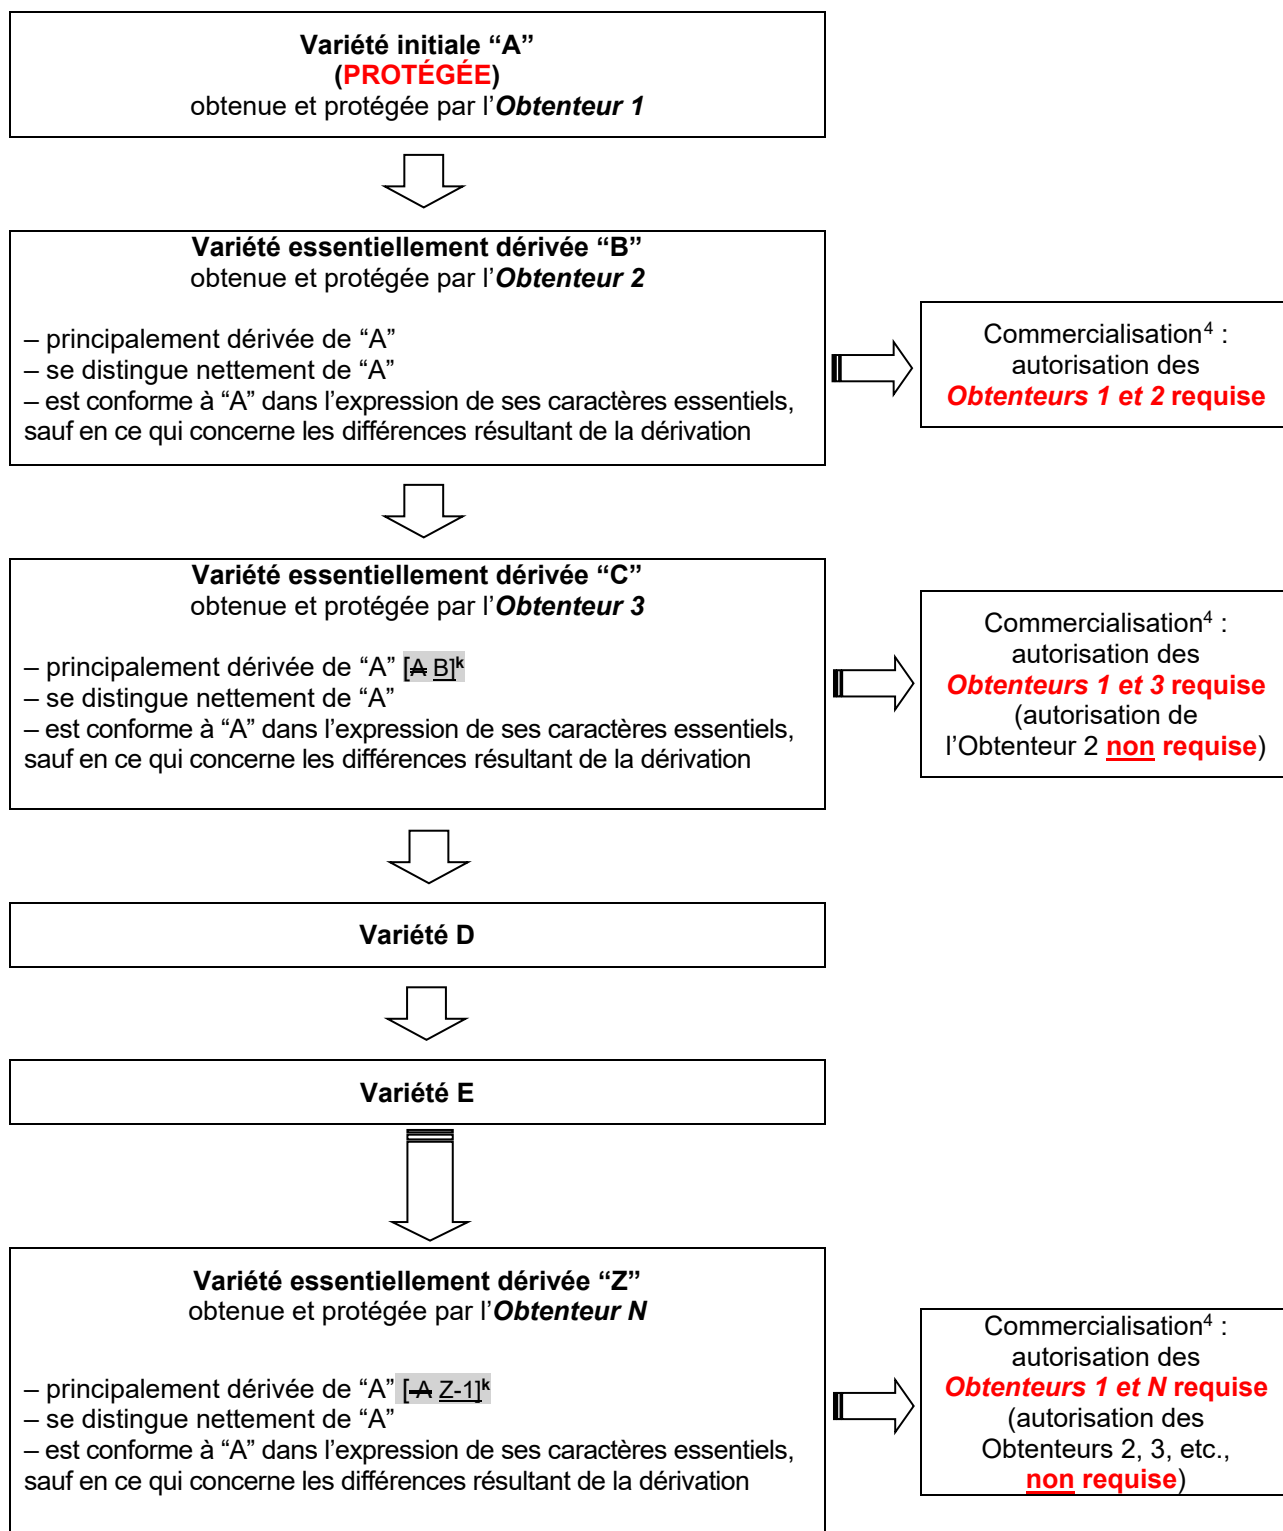 Variété initiale “A”
(PROTÉGÉE)
obtenue et protégée par l’Obtenteur 1
Variété essentiellement dérivée “B”
obtenue et protégée par l’Obtenteur 2
– principalement dérivée de “A”
– se distingue nettement de “A”
– est conforme à “A” dans l’expression de ses caractères essentiels,
sauf en ce qui concerne les différences résultant de la dérivation
Commercialisation4 :
autorisation des
Obtenteurs 1 et 2 requise
Variété essentiellement dérivée “C”
obtenue et protégée par l’Obtenteur 3
– principalement dérivée de “A” [A B]k
– se distingue nettement de “A”
– est conforme à “A” dans l’expression de ses caractères essentiels,
sauf en ce qui concerne les différences résultant de la dérivation
Commercialisation4 :
autorisation des
Obtenteurs 1 et 3 requise
(autorisation de
l’Obtenteur 2 non requise)
Variété D
Variété E
Variété essentiellement dérivée “Z”
obtenue et protégée par l’Obtenteur N
– principalement dérivée de “A” [ A Z-1]k
– se distingue nettement de “A”
– est conforme à “A” dans l’expression de ses caractères essentiels,
sauf en ce qui concerne les différences résultant de la dérivation
Commercialisation4 :
autorisation des
Obtenteurs 1 et N requise
(autorisation des
Obtenteurs 2, 3, etc.,
non requise)